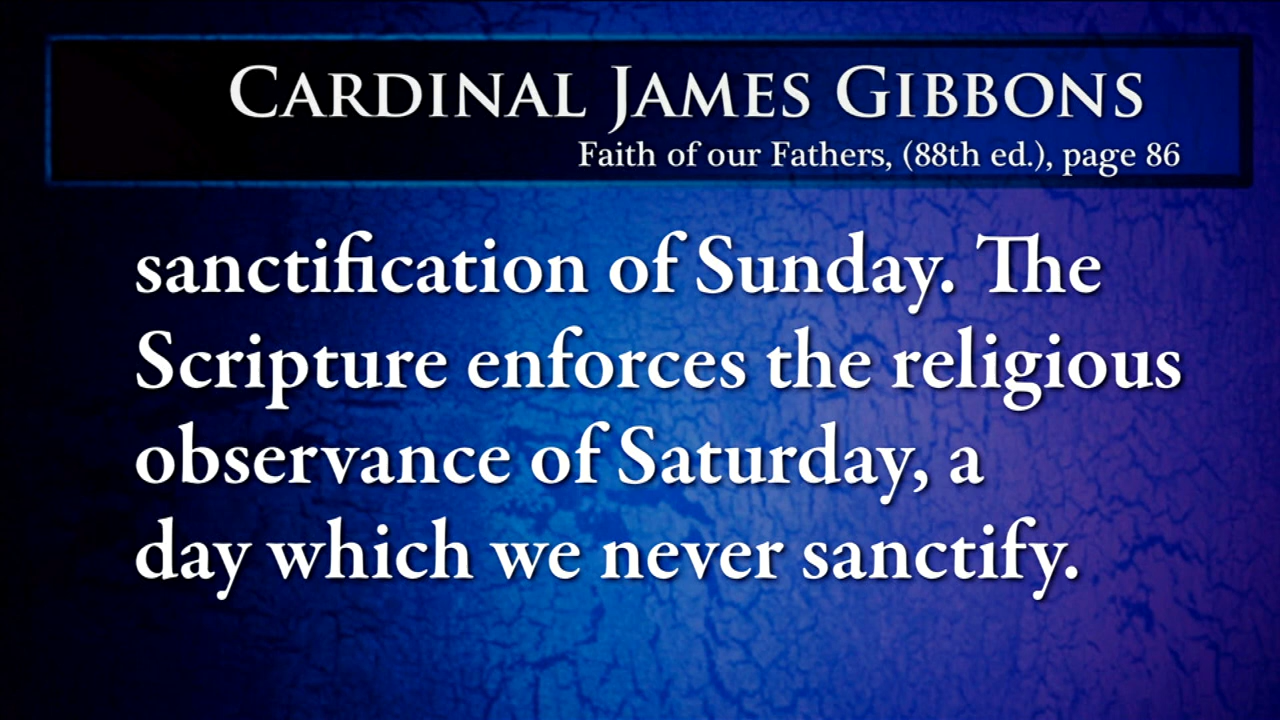 CARDINAL JAMES GIBBONS
Faith of our Fathers, (88th ed.), page 86
sanctification of Sunday. The
Scripture enforces the religious
observance of Saturday, a
day which we never sanctify.